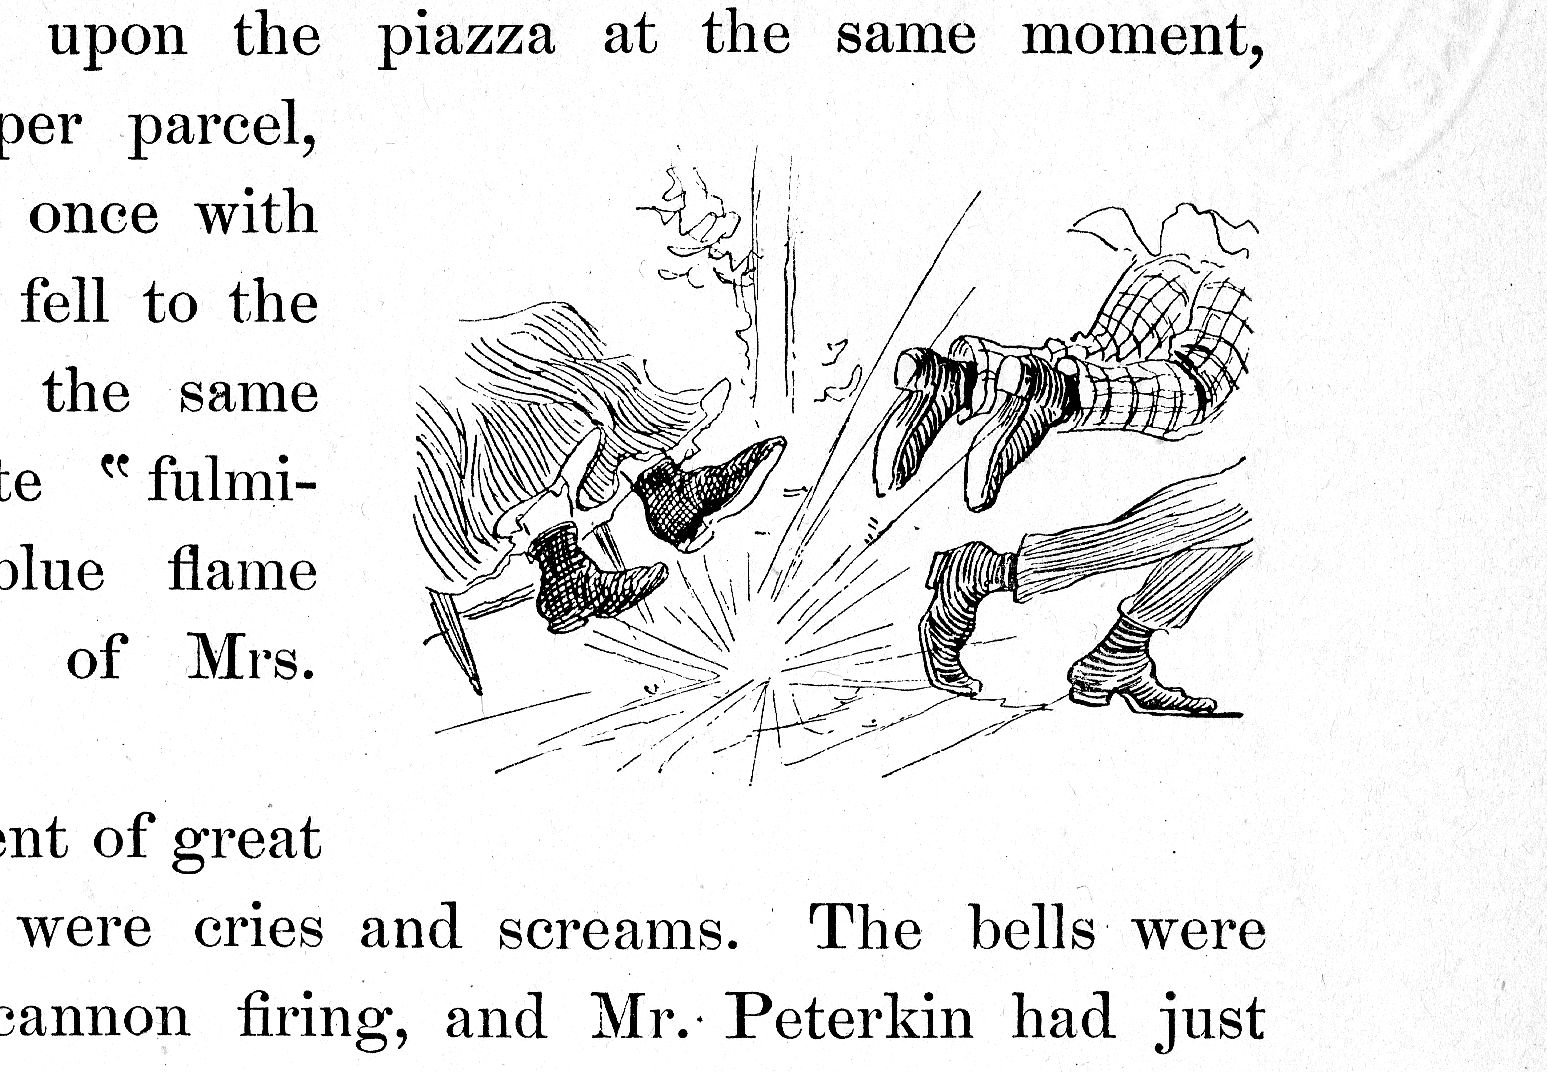 upon the piazza at the same moment,
per parcel,
once with
fell to the
the same
te "fulmi-
blue flame
of Mrs.
ent of great
were cries and screams. The bells were
cannon firing, and Mr. Peterkin had just